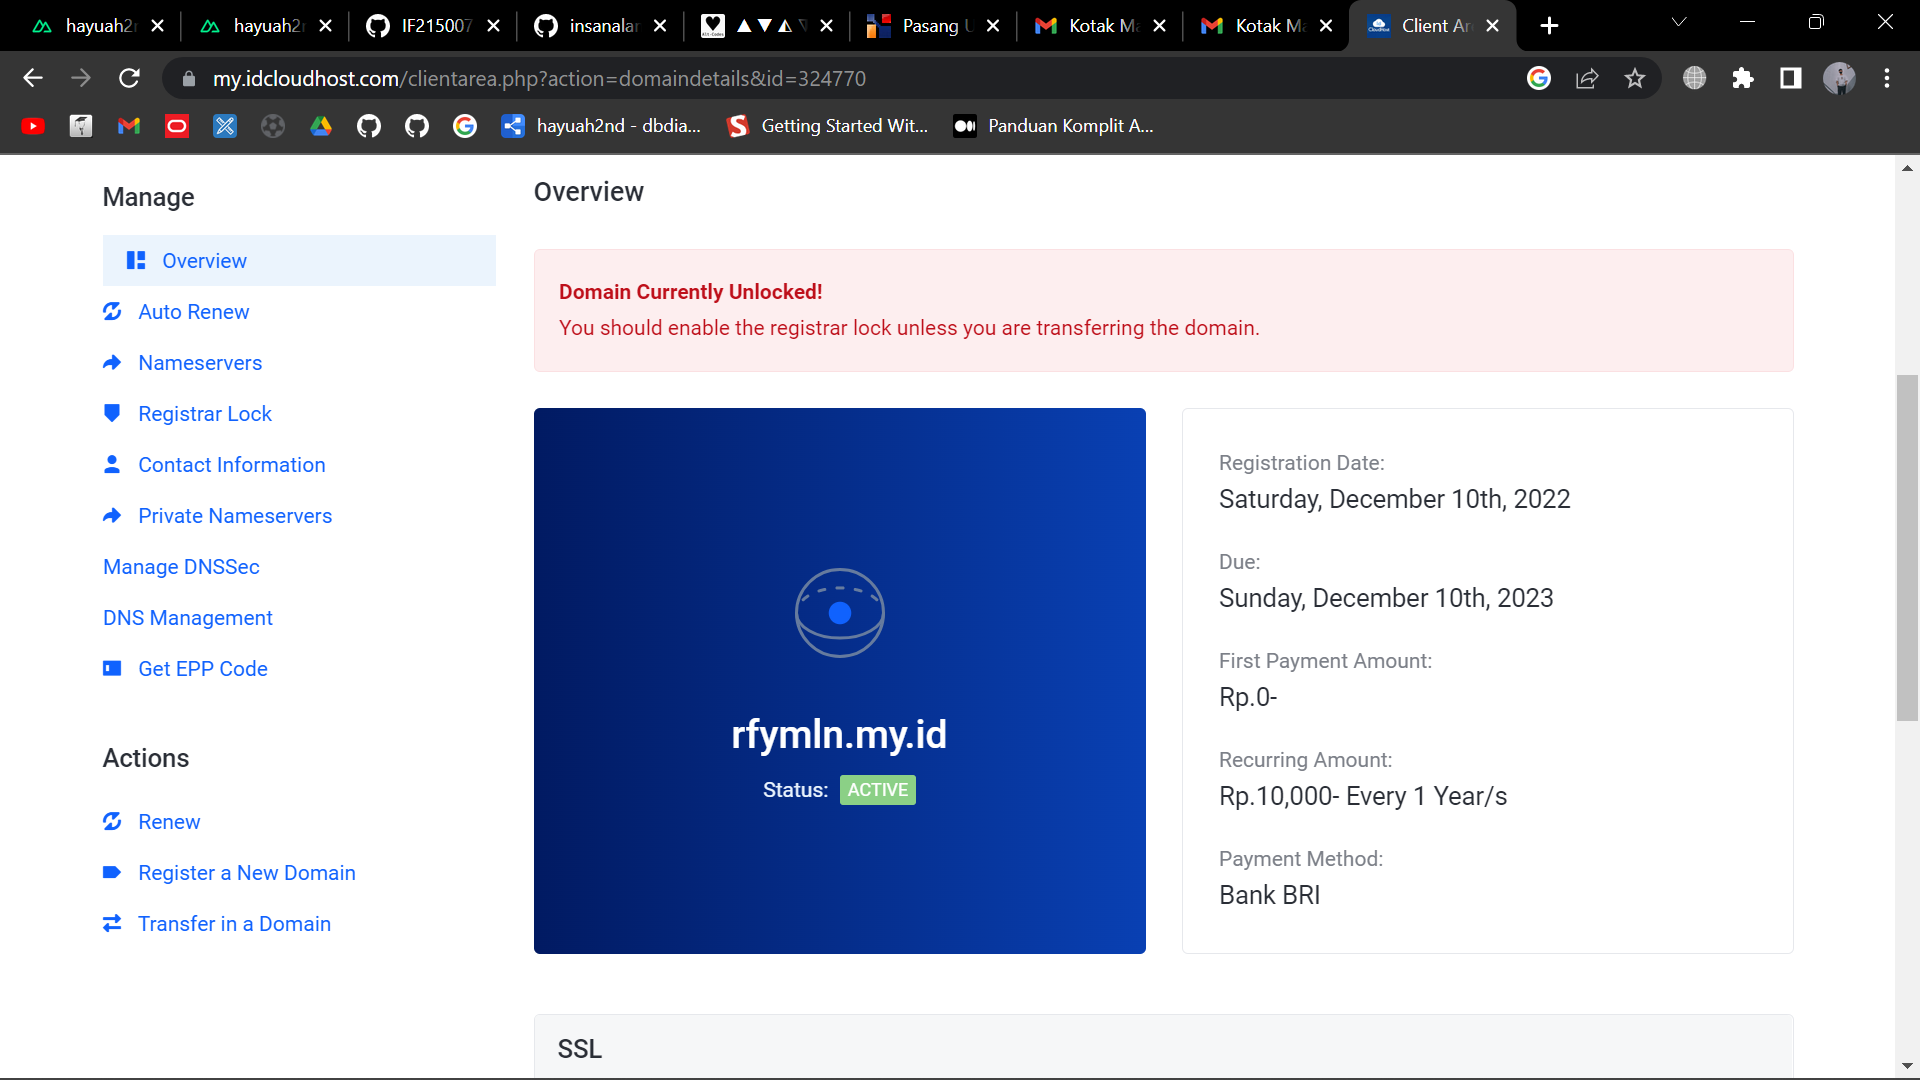 hayuah2n
hayuah2n
IF215007
insanalan
▲▼◭
Pasang U
Kotak Ma
Kotak Ma
Client Are
my.idcloudhost.com/clientarea.php?action=domaindetails&id=324770
hayuah2nd - dbdia...
Getting Started Wit...
Panduan Komplit A...
Manage
Overview
Auto Renew
Nameservers
Registrar Lock
Contact Information
Private Nameservers
Manage DNSSec
DNS Management
Get EPP Code
Actions
Renew
Register a New Domain
Transfer in a Domain
Overview
Domain Currently Unlocked!
You should enable the registrar lock unless you are transferring the domain.
rfymln.my.id
Status: ACTIVE
Registration Date:
Saturday, December 10th, 2022
Due:
Sunday, December 10th, 2023
First Payment Amount:
Rp.0-
Recurring Amount:
Rp.10,000- Every 1 Year/s
Payment Method:
Bank BRI
SSL